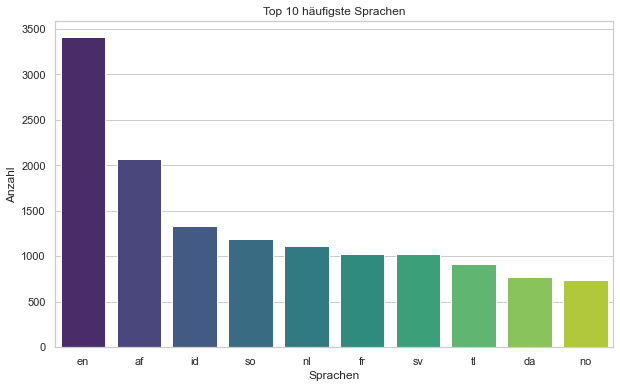 Top 10 häufigste Sprachen
3500
3000
2500
2000
1500
1000
500
0
Anzahl
en af id so nl fr sv tl da no
Sprachen